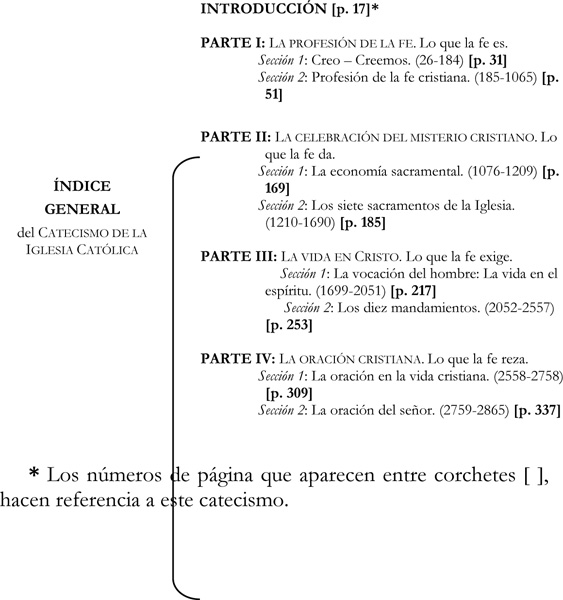 INTRODUCCIÓN [p. 17]*
PARTE I: LA PROFESIÓN DE LA FE. Lo que la fe es.
Sección 1: Creo – Creemos. (26-184) [p. 31]
Sección 2: Profesión de la fe cristiana. (185-1065) [p.
51]
PARTE II: LA CELEBRACIÓN DEL MISTERIO CRISTIANO. Lo
que la fe da.
Sección 1: La economía sacramental. (1076-1209) [p.
169]
Sección 2: Los siete sacramentos de la Iglesia.
(1210-1690) [p. 185]
ÍNDICE
GENERAL
del CATECISMO DE LA
IGLESIA CATÓLICA
PARTE III: LA VIDA EN CRISTO. Lo que la fe exige.
Sección 1: La vocación del hombre: La vida en el
espíritu. (1699-2051) [p. 217]
Sección 2: Los diez mandamientos. (2052-2557)
[p. 253]
PARTE IV: LA ORACIÓN CRISTIANA. Lo que la fe reza.
Sección 1: La oración en la vida cristiana. (2558-2758)
[p. 309]
Sección 2: La oración del señor. (2759-2865) [p. 337]
* Los números de página que aparecen entre corchetes [ ],
hacen referencia a este catecismo.